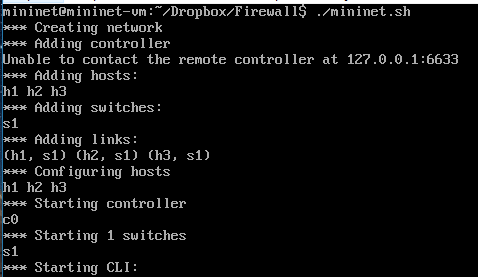 mininet@mininet-vm:~/Dropbox/Firewall$ ./mininet.sh
*** Creating network
*** Adding controller
Unable to contact the remote controller at 127.0.0.1:6633
*** Adding hosts:
h1 h2 h3
*** Adding switches:
s1
*** Adding links:
(h1, s1) (h2, s1) (h3, s1)
*** Configuring hosts
h1 h2 h3
*** Starting controller
c0
*** Starting 1 switches
s1
*** Starting CLI: